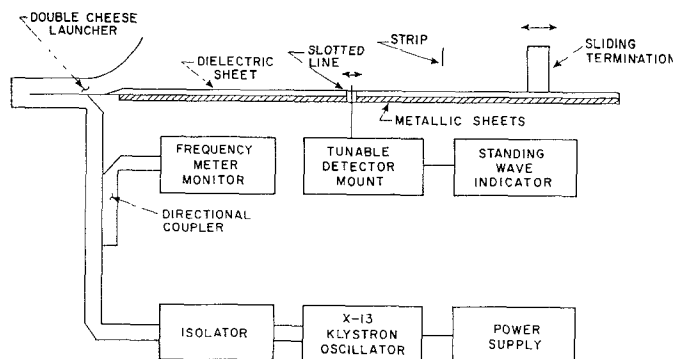 DOUBLE CHEESE
LAUNCHER
DIELECTRIC
SHEET
SLOTTED
LINE
STRIP
SLIDING
TERMINATION
METALLIC SHEETS
FREQUENCY
METER
MONITOR
TUNABLE
DETECTOR
MOUNT
STANDING
WAVE
INDICATOR
DIRECTIONAL
COUPLER
ISOLATOR
X-13
KLYSTRON
OSCILLATOR
POWER
SUPPLY